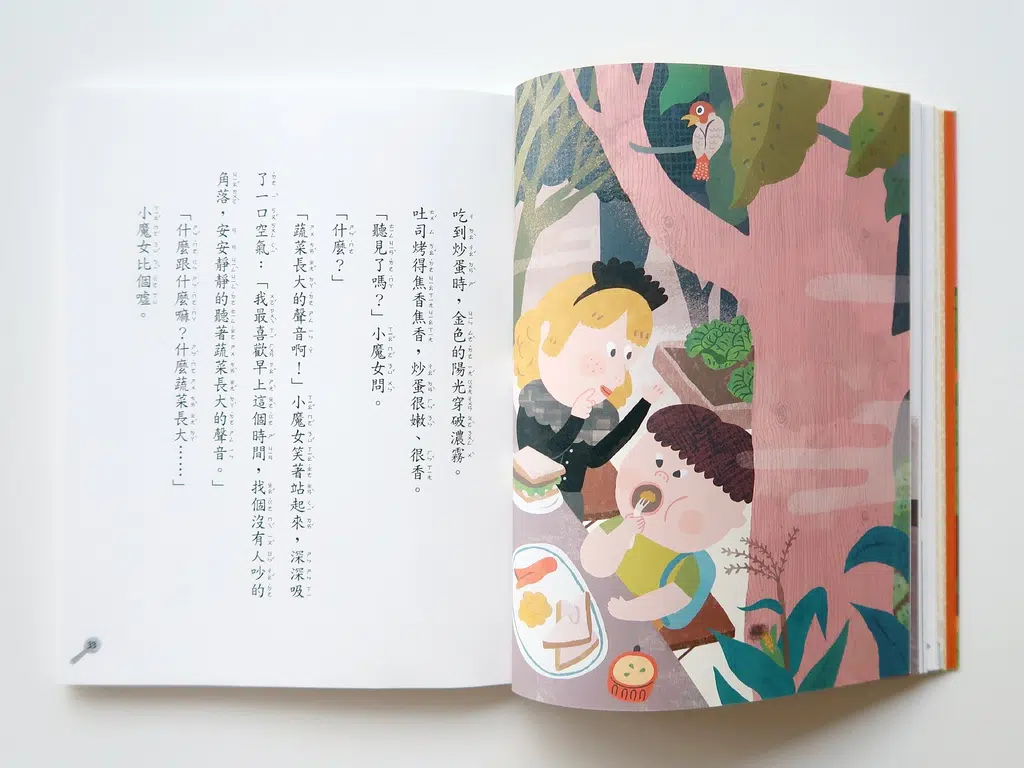 吃到炒蛋時，金色的陽光穿破濃霧。
吐司烤得焦香焦香，炒蛋很嫩、很香。
「聽見了嗎？」小魔女問。
「什麼？」
「蔬菜長大的聲音啊！」小魔女笑著站起來，深深吸
了一口空氣：「我最喜歡早上這個時間，找個沒有人吵的
角落，安安靜靜的聽著蔬菜長大的聲音。」
「什麼跟什麼嘛？什麼蔬菜長大……」
小魔女比個噓。